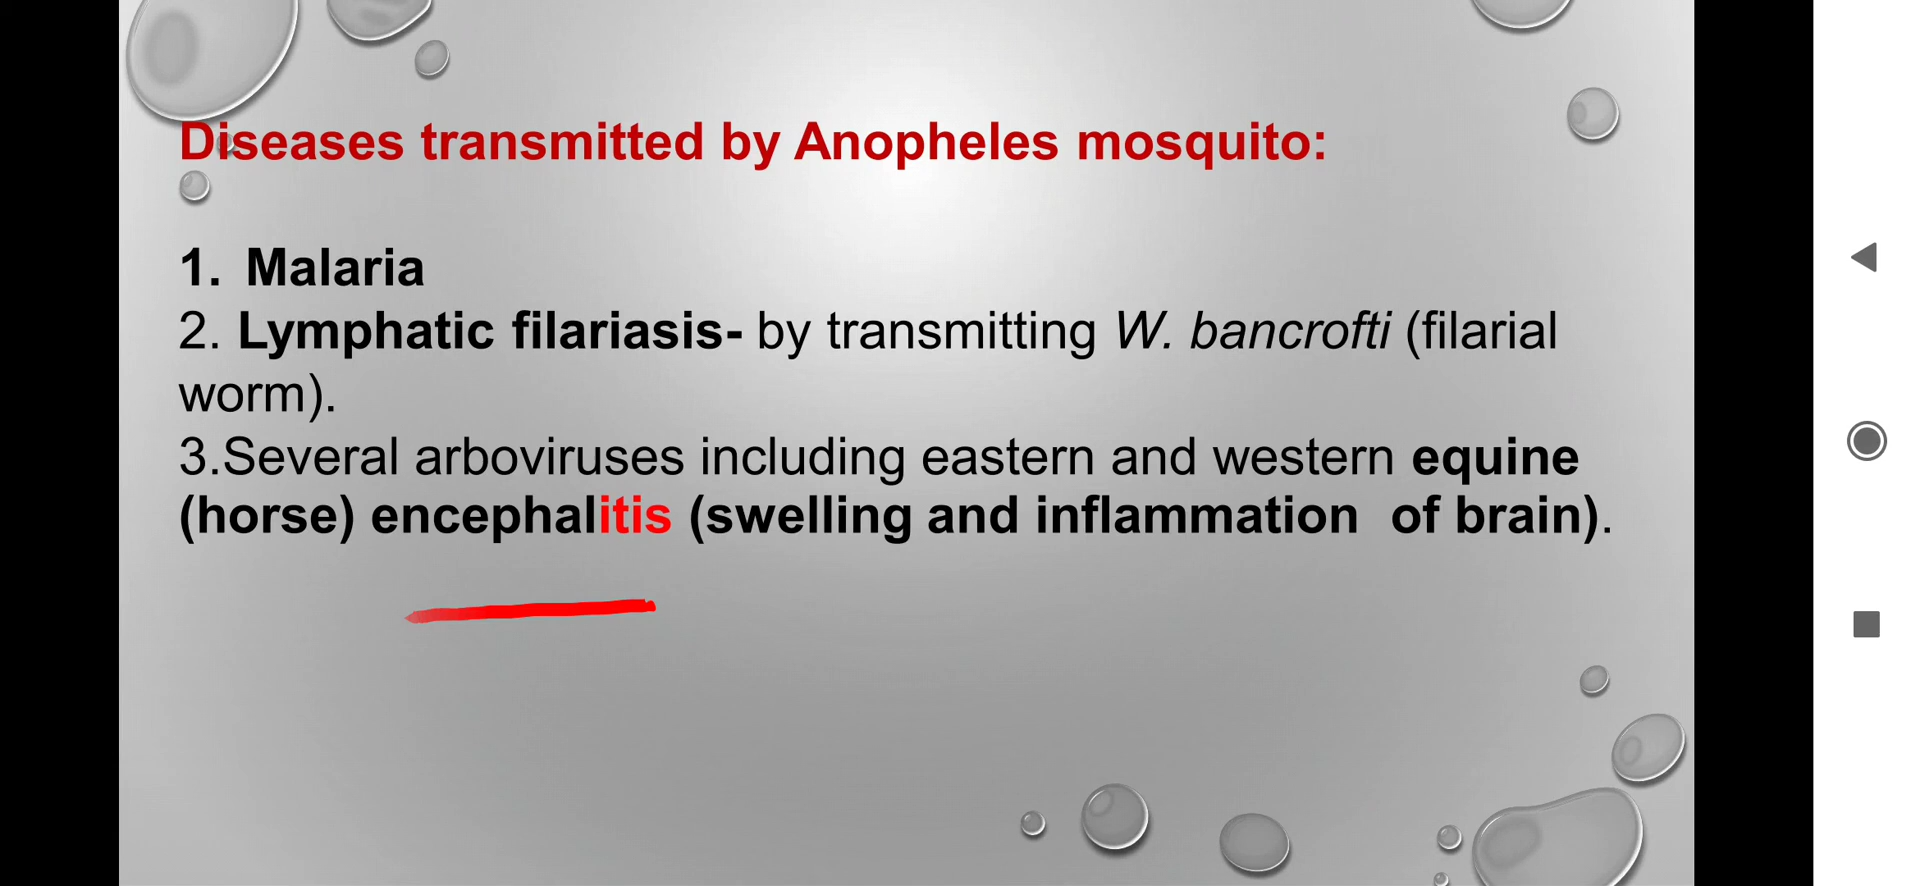 Diseases transmitted by Anopheles mosquito:
1. Malaria
2. Lymphatic filariasis- by transmitting W. bancrofti (filarial
worm).
3.Several arboviruses including eastern and western equine
(horse) encephalitis (swelling and inflammation of brain).